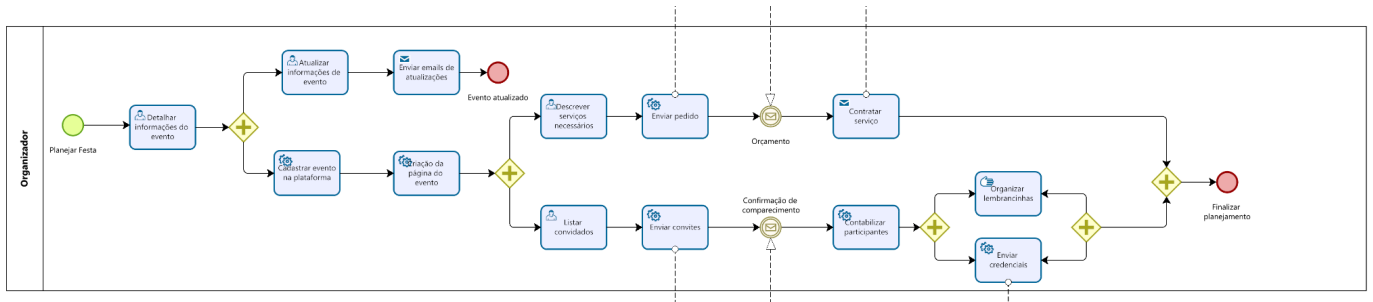 Organizador
Planejar Festa
Detalhar
informações do
evento
Atualizar
informações de
evento
Enviar emails de
atualizações
Evento atualizado
Cadastrar evento
na plataforma
Criação da
página do
evento
Descrever
serviços
necessários
Enviar pedido
Orçamento
Contratar
serviço
Listar
convidados
Enviar convites
Confirmação de
comparecimento
Contabilizar
participantes
Organizar
lembrancinhas
Enviar
credenciais
Finalizar
planejamento